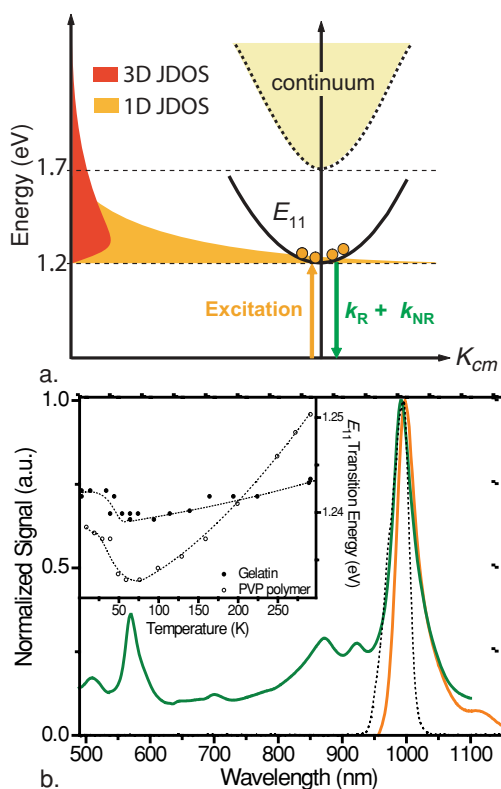 3D JDOS
1D JDOS
continuum
Energy (eV)
1.7
E11
1.2
Excitation
kR + kNR
Kcm
a.
1.0
1.25
Normalized Signal (a.u.)
E11 Transition
Energy (eV)
1.24
0.5
Gelatin
PVP polymer
50 100 150 200 250
Temperature (K)
0.0
490 600 700 800 900 1000 1100
Wavelength (nm)
b.